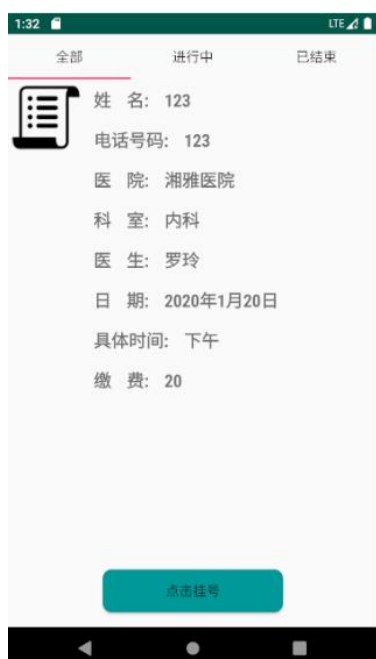 1:32 LTE
全部 进行中 已结束
姓 名: 123
电话号码: 123
医 院: 湘雅医院
科 室: 内科
医 生: 罗玲
日 期: 2020年1月20日
具体时间: 下午
缴 费: 20
点击挂号